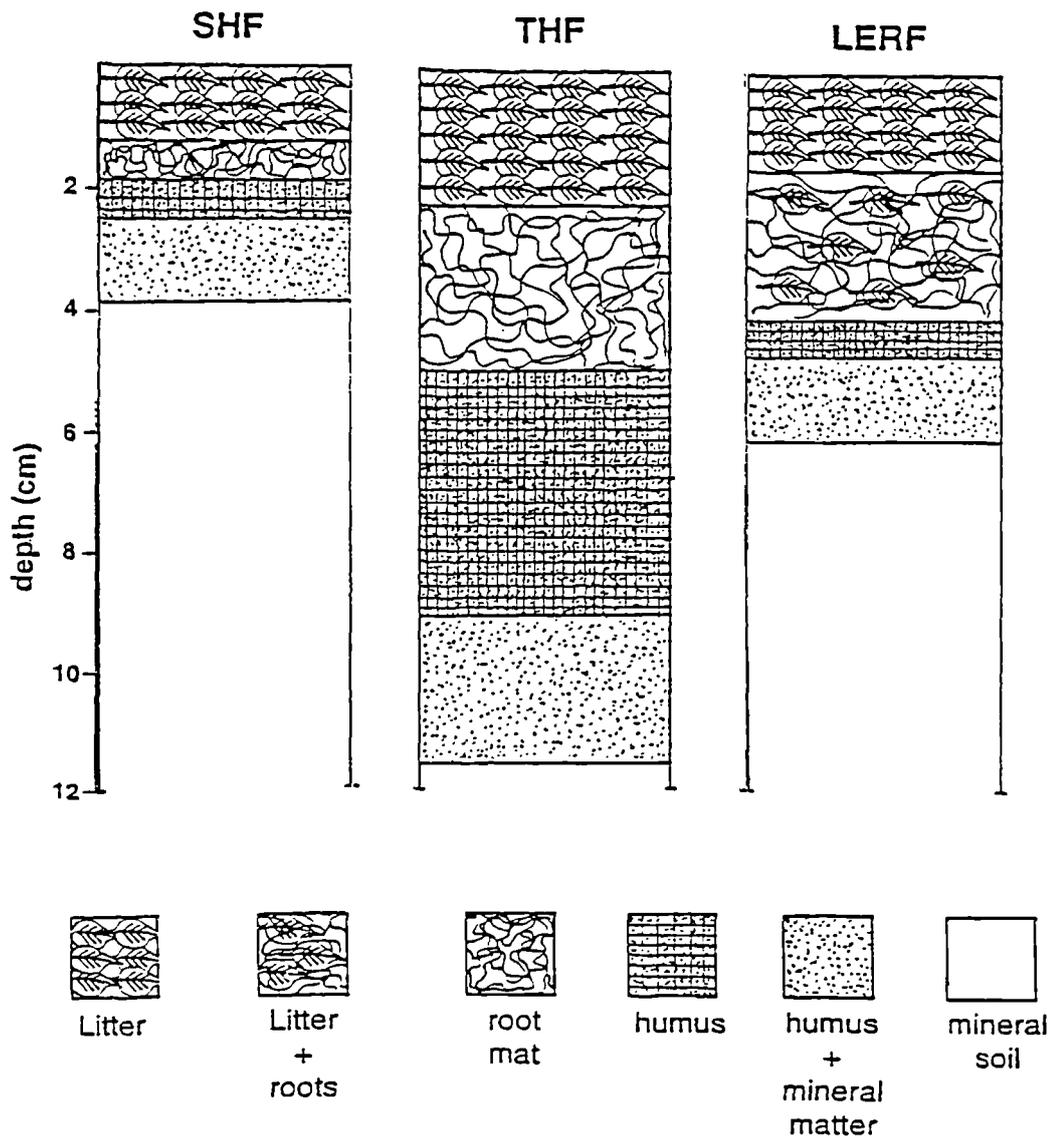 SHF
THF
LERF
depth (cm)
2
4
6
8
10
12
Litter
Litter
+
roots
root
mat
humus
humus
+
mineral
matter
mineral
soil